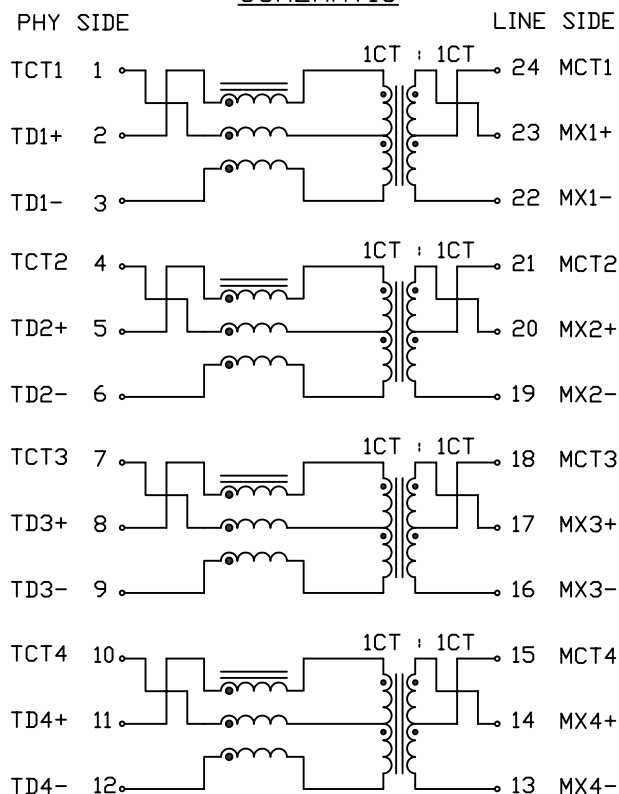 PHY SIDE LINE SIDE
1CT : 1CT
TCT1 1 24 MCT1
TD1+ 2 23 MX1+
TD1- 3 22 MX1-
1CT : 1CT
TCT2 4 21 MCT2
TD2+ 5 20 MX2+
TD2- 6 19 MX2-
1CT : 1CT
TCT3 7 18 MCT3
TD3+ 8 17 MX3+
TD3- 9 16 MX3-
1CT : 1CT
TCT4 10 15 MCT4
TD4+ 11 14 MX4+
TD4- 12 13 MX4-